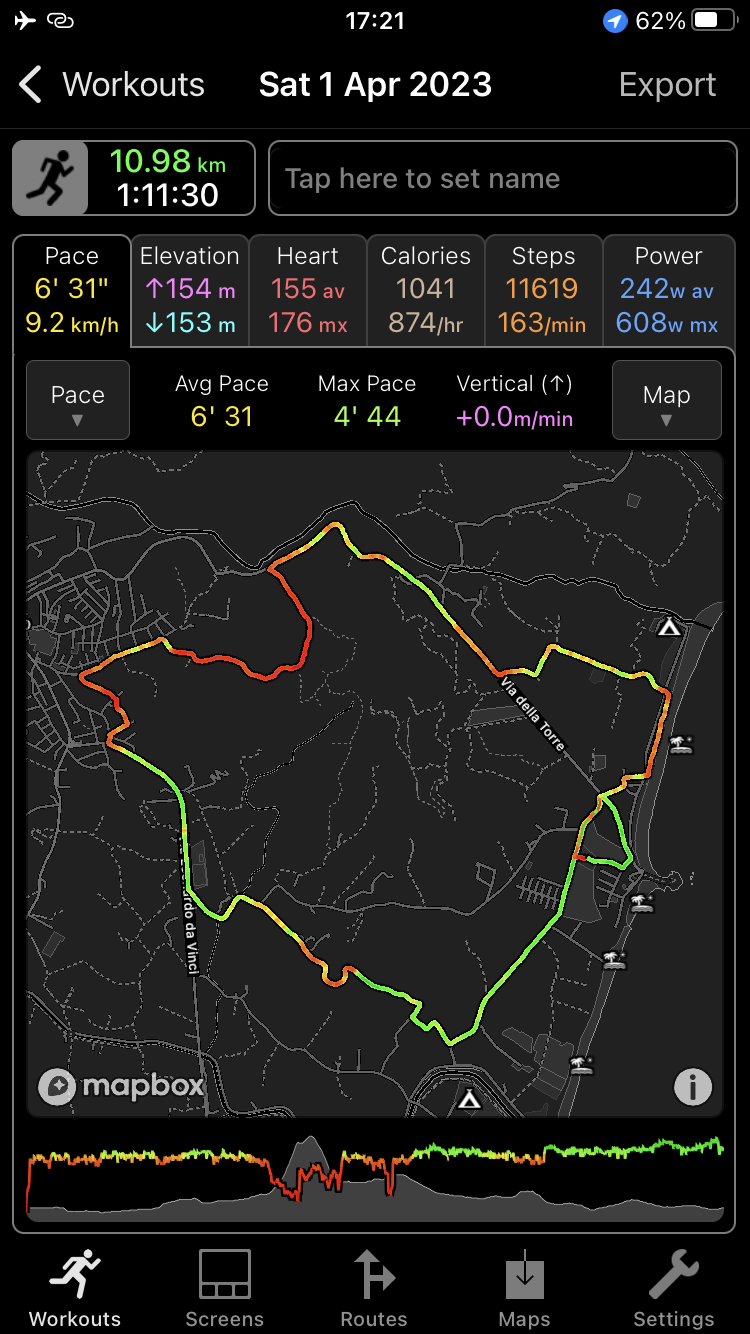 17:21
62%
Workouts
Sat 1 Apr 2023
Export
10.98 km
1:11:30
Tap here to set name
Pace
6' 31"
9.2 km/h
Elevation
↑154 m
↓153 m
Heart
155 av
176 mx
Calories
1041
874/hr
Steps
11619
163/min
Power
242w av
608w mx
Pace
▼
Avg Pace
6' 31
Max Pace
4' 44
Vertical (↑)
+0.0m/min
Map
▼
Via della Torre
rdo da Vinci
mapbox
i
Workouts
Screens
Routes
Maps
Settings